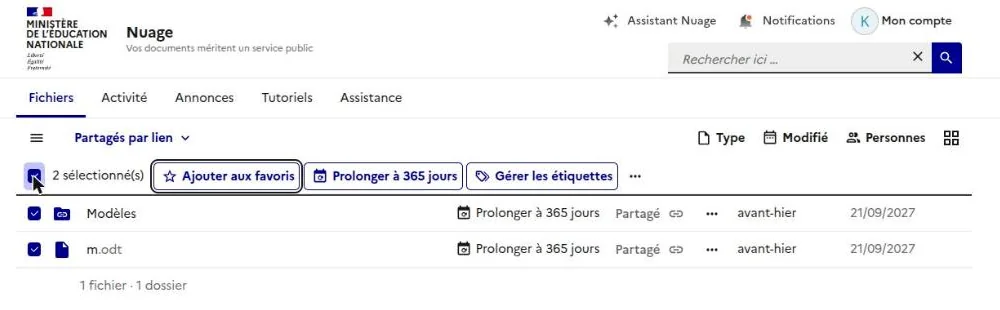 MINISTÈRE
DE L'ÉDUCATION
NATIONALE
Liberté
Égalité
Fraternité
Nuage
Vos documents méritent un service public
Assistant Nuage
Notifications
K
Mon compte
Rechercher ici ...
Fichiers
Activité
Annonces
Tutoriels
Assistance
Partagés par lien
Type
Modifié
Personnes
2 sélectionné(s)
Ajouter aux favoris
Prolonger à 365 jours
Gérer les étiquettes
Modèles Prolonger à 365 jours Partagé avant-hier 21/09/2027
m.odt Prolonger à 365 jours Partagé avant-hier 21/09/2027
1 fichier · 1 dossier